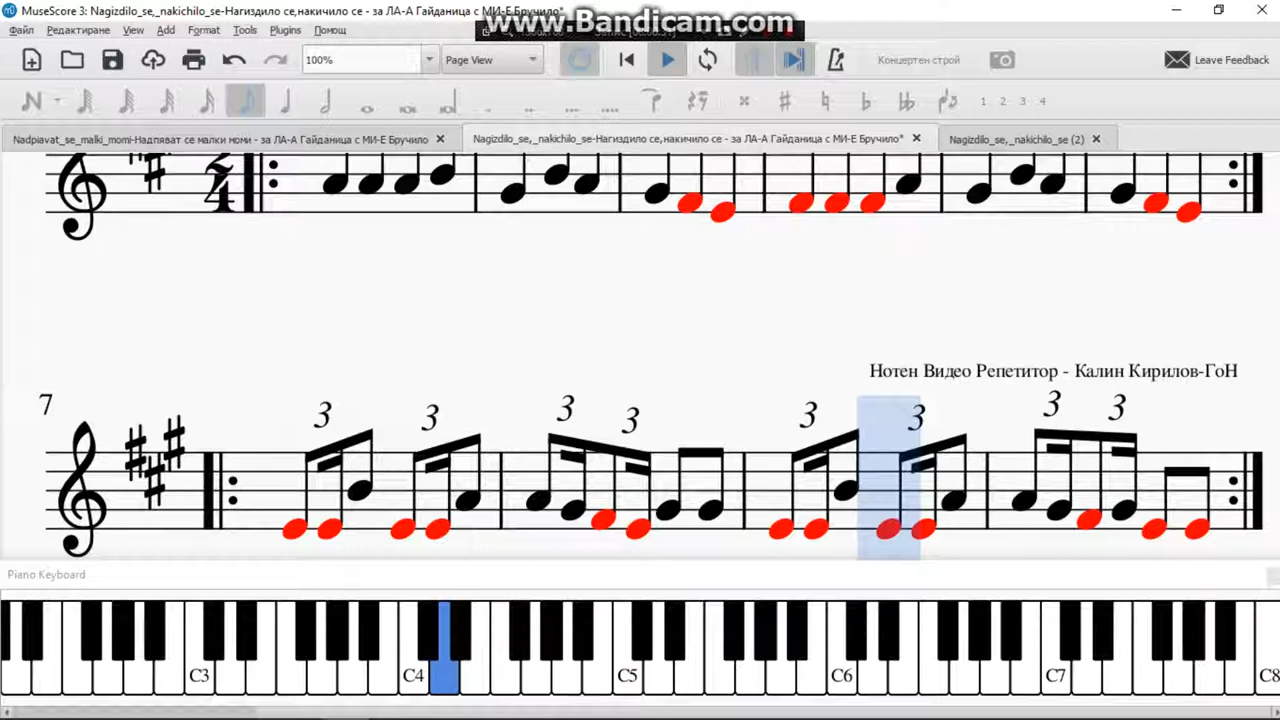 MuseScore 3: Nagizdilo_se,_nakichilo_se-Нагиздило се,накичило се - за ЛА-А Гайданица с МИ-Е Бручило*
www.Bandicam.com
Файл Редактиране View Add Format Tools Plugins Помощ
100% Page View Концертен строй Leave Feedback
1 2 3 4
Nadpiavat_se_malki_momi-Надпяват се малки моми - за ЛА-А Гайданица с МИ-Е Бручило
Nagizdilo_se,_nakichilo_se-Нагиздило се,накичило се - за ЛА-А Гайданица с МИ-Е Бручило*
Nagizdilo_se,_nakichilo_se (2)
2
4
Нотен Видео Репетитор - Калин Кирилов-ГоН
7
3 3 3 3 3 3 3 3
Piano Keyboard
C3 C4 C5 C6 C7 C8